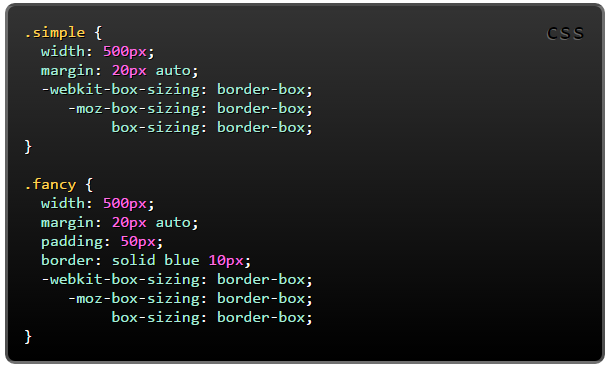 CSS
.simple {
  width: 500px;
  margin: 20px auto;
  -webkit-box-sizing: border-box;
     -moz-box-sizing: border-box;
          box-sizing: border-box;
}

.fancy {
  width: 500px;
  margin: 20px auto;
  padding: 50px;
  border: solid blue 10px;
  -webkit-box-sizing: border-box;
     -moz-box-sizing: border-box;
          box-sizing: border-box;
}